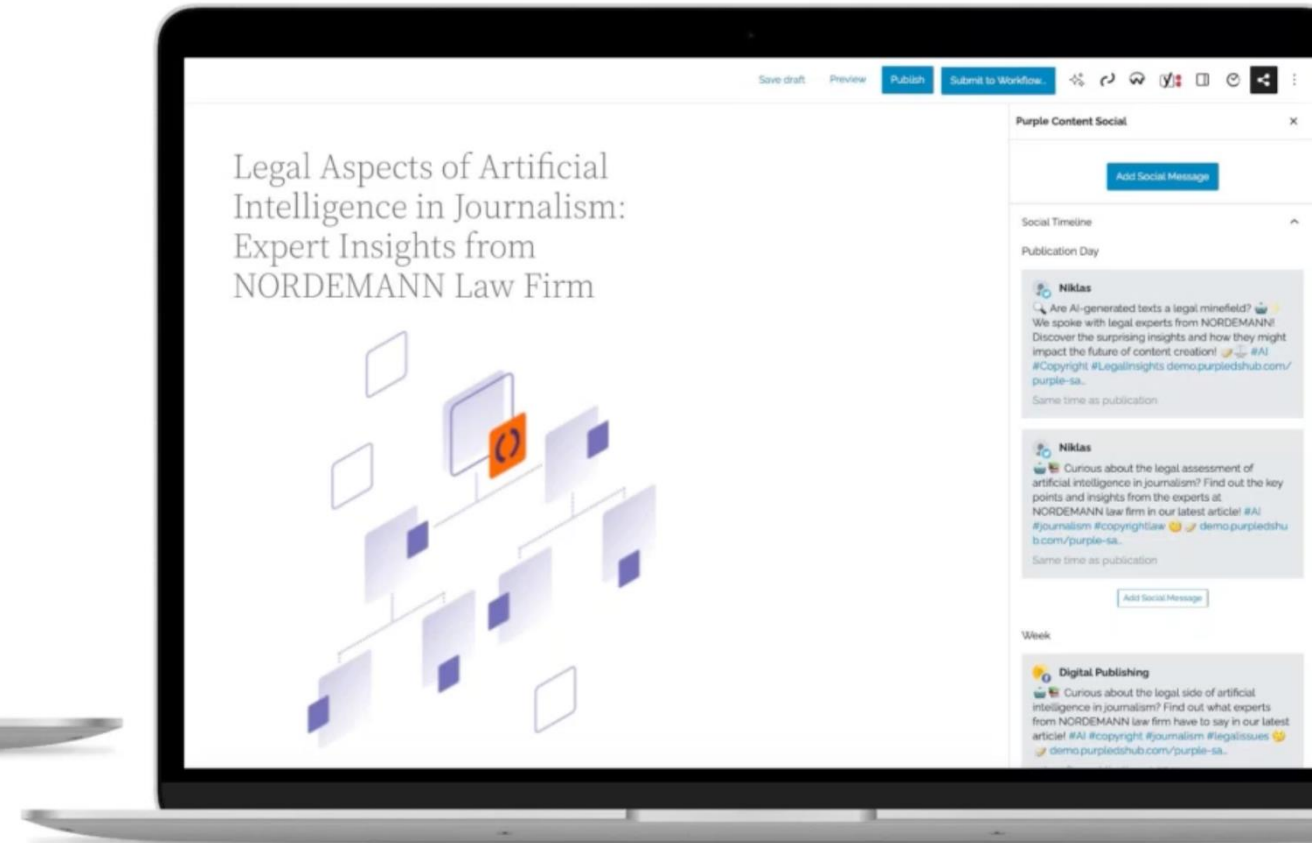 Save draft Preview Publish Submit to Workflow...
Purple Content Social
Legal Aspects of Artificial
Intelligence in Journalism:
Expert Insights from
NORDEMANN Law Firm
Add Social Message
Social Timeline
Publication Day
Niklas
🔍 Are AI-generated texts a legal minefield? 🤖✨
We spoke with legal experts from NORDEMANN!
Discover the surprising insights and how they might
impact the future of content creation! 📝⚖️ #AI
#Copyright #LegalInsights demo.purpledshub.com/
purple-sa...
Same time as publication
Niklas
🤖📚 Curious about the legal assessment of
artificial intelligence in journalism? Find out the key
points and insights from the experts at
NORDEMANN law firm in our latest article! #AI
#journalism #copyrightlaw 🧐📝 demo.purpledshu
b.com/purple-sa...
Same time as publication
Add Social Message
Week
Digital Publishing
🤖📚 Curious about the legal side of artificial
intelligence in journalism? Find out what experts
from NORDEMANN law firm have to say in our latest
article! #AI #copyright #journalism #legalissues 🧐
📝 demo.purpledshub.com/purple-sa...